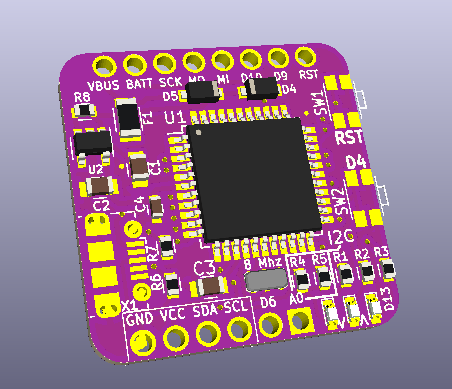 VBUS BATT SCK MO MI D10 D9 RST
R8
D5
D4
F1
U1
SW1
RST
U2
C1
D4
C2
C4
SW2
I2C
R7
R6
C3
8 Mhz
R4 R5 R1 R2 R3
X1
GND VCC SDA SCL D6 A0
D13